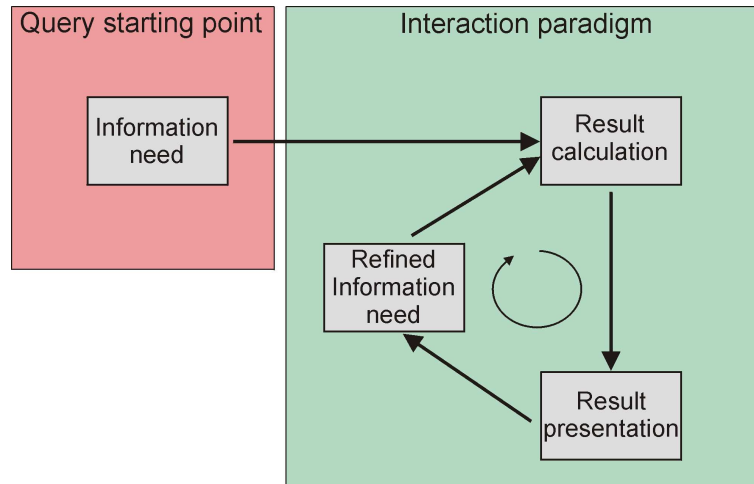 Query starting point
Interaction paradigm
Information
need
Result
calculation
Refined
Information
need
Result
presentation